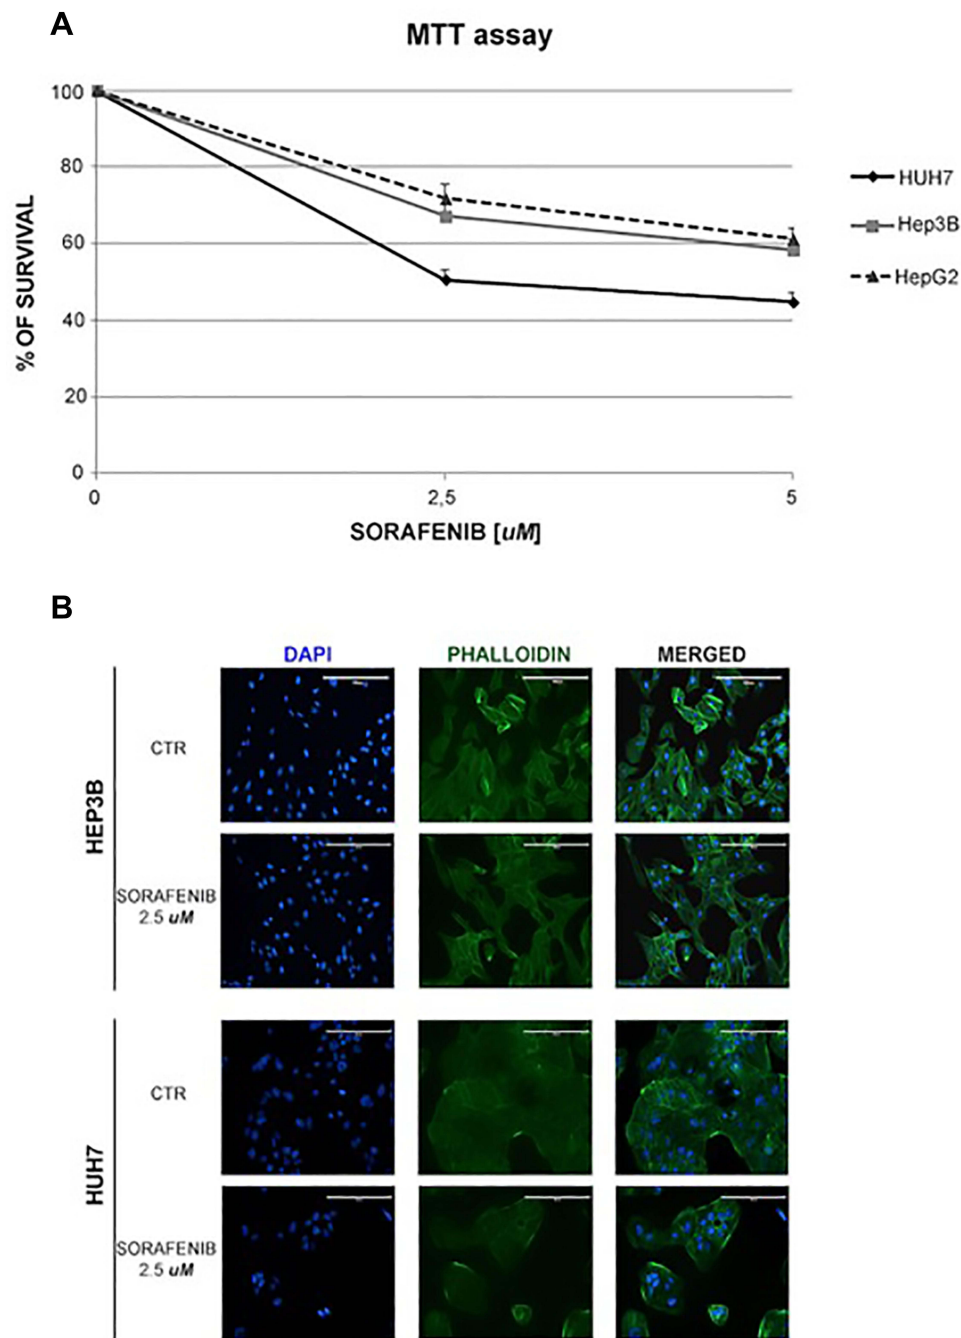 A
MTT assay
100
80
60
40
20
0
% OF SURVIVAL
0
2,5
5
SORAFENIB [uM]
HUH7
Hep3B
HepG2
B
DAPI
PHALLOIDIN
MERGED
HEP3B
CTR
SORAFENIB
2.5 uM
HUH7
CTR
SORAFENIB
2.5 uM